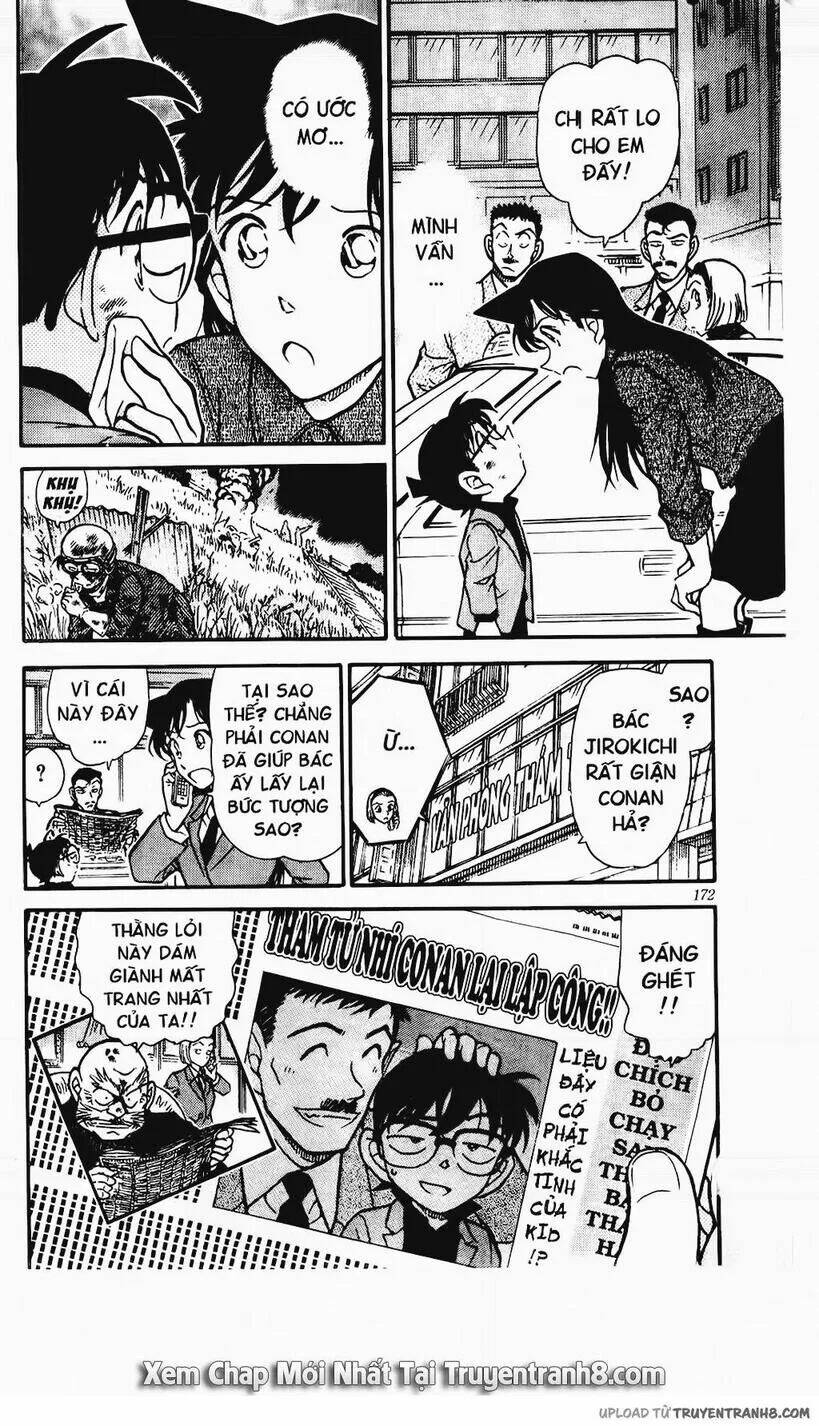 CHỊ RẤT LO
CHO EM
ĐẤY!
MÌNH
VẪN
...
CÓ ƯỚC
MƠ...
KHỤ
KHỤ!
SAO
?
BÁC
JIROKICHI
RẤT GIẬN
CONAN
HẢ?
Ừ...
VĂN PHÒNG THÁM
TẠI SAO
THẾ? CHẲNG
PHẢI CONAN
ĐÃ GIÚP BÁC
ẤY LẤY LẠI
BỨC TƯỢNG
SAO?
VÌ CÁI
NÀY ĐÂY
...
?
172
ĐÁNG
GHÉT
!!
THÁM TỬ NHÍ CONAN LẠI LẬP CÔNG!!
THẰNG LỎI
NÀY DÁM
GIÀNH MẤT
TRANG NHẤT
CỦA TA!!
LIỆU
ĐÂY
CÓ
PHẢI
KHẮC
TINH
CỦA
KID
!?
CHÍCH
BỎ
CHẠY
Xem Chap Mới Nhất Tại Truyentranh8.com
UPLOAD TỪ TRUYENTRANH8.COM